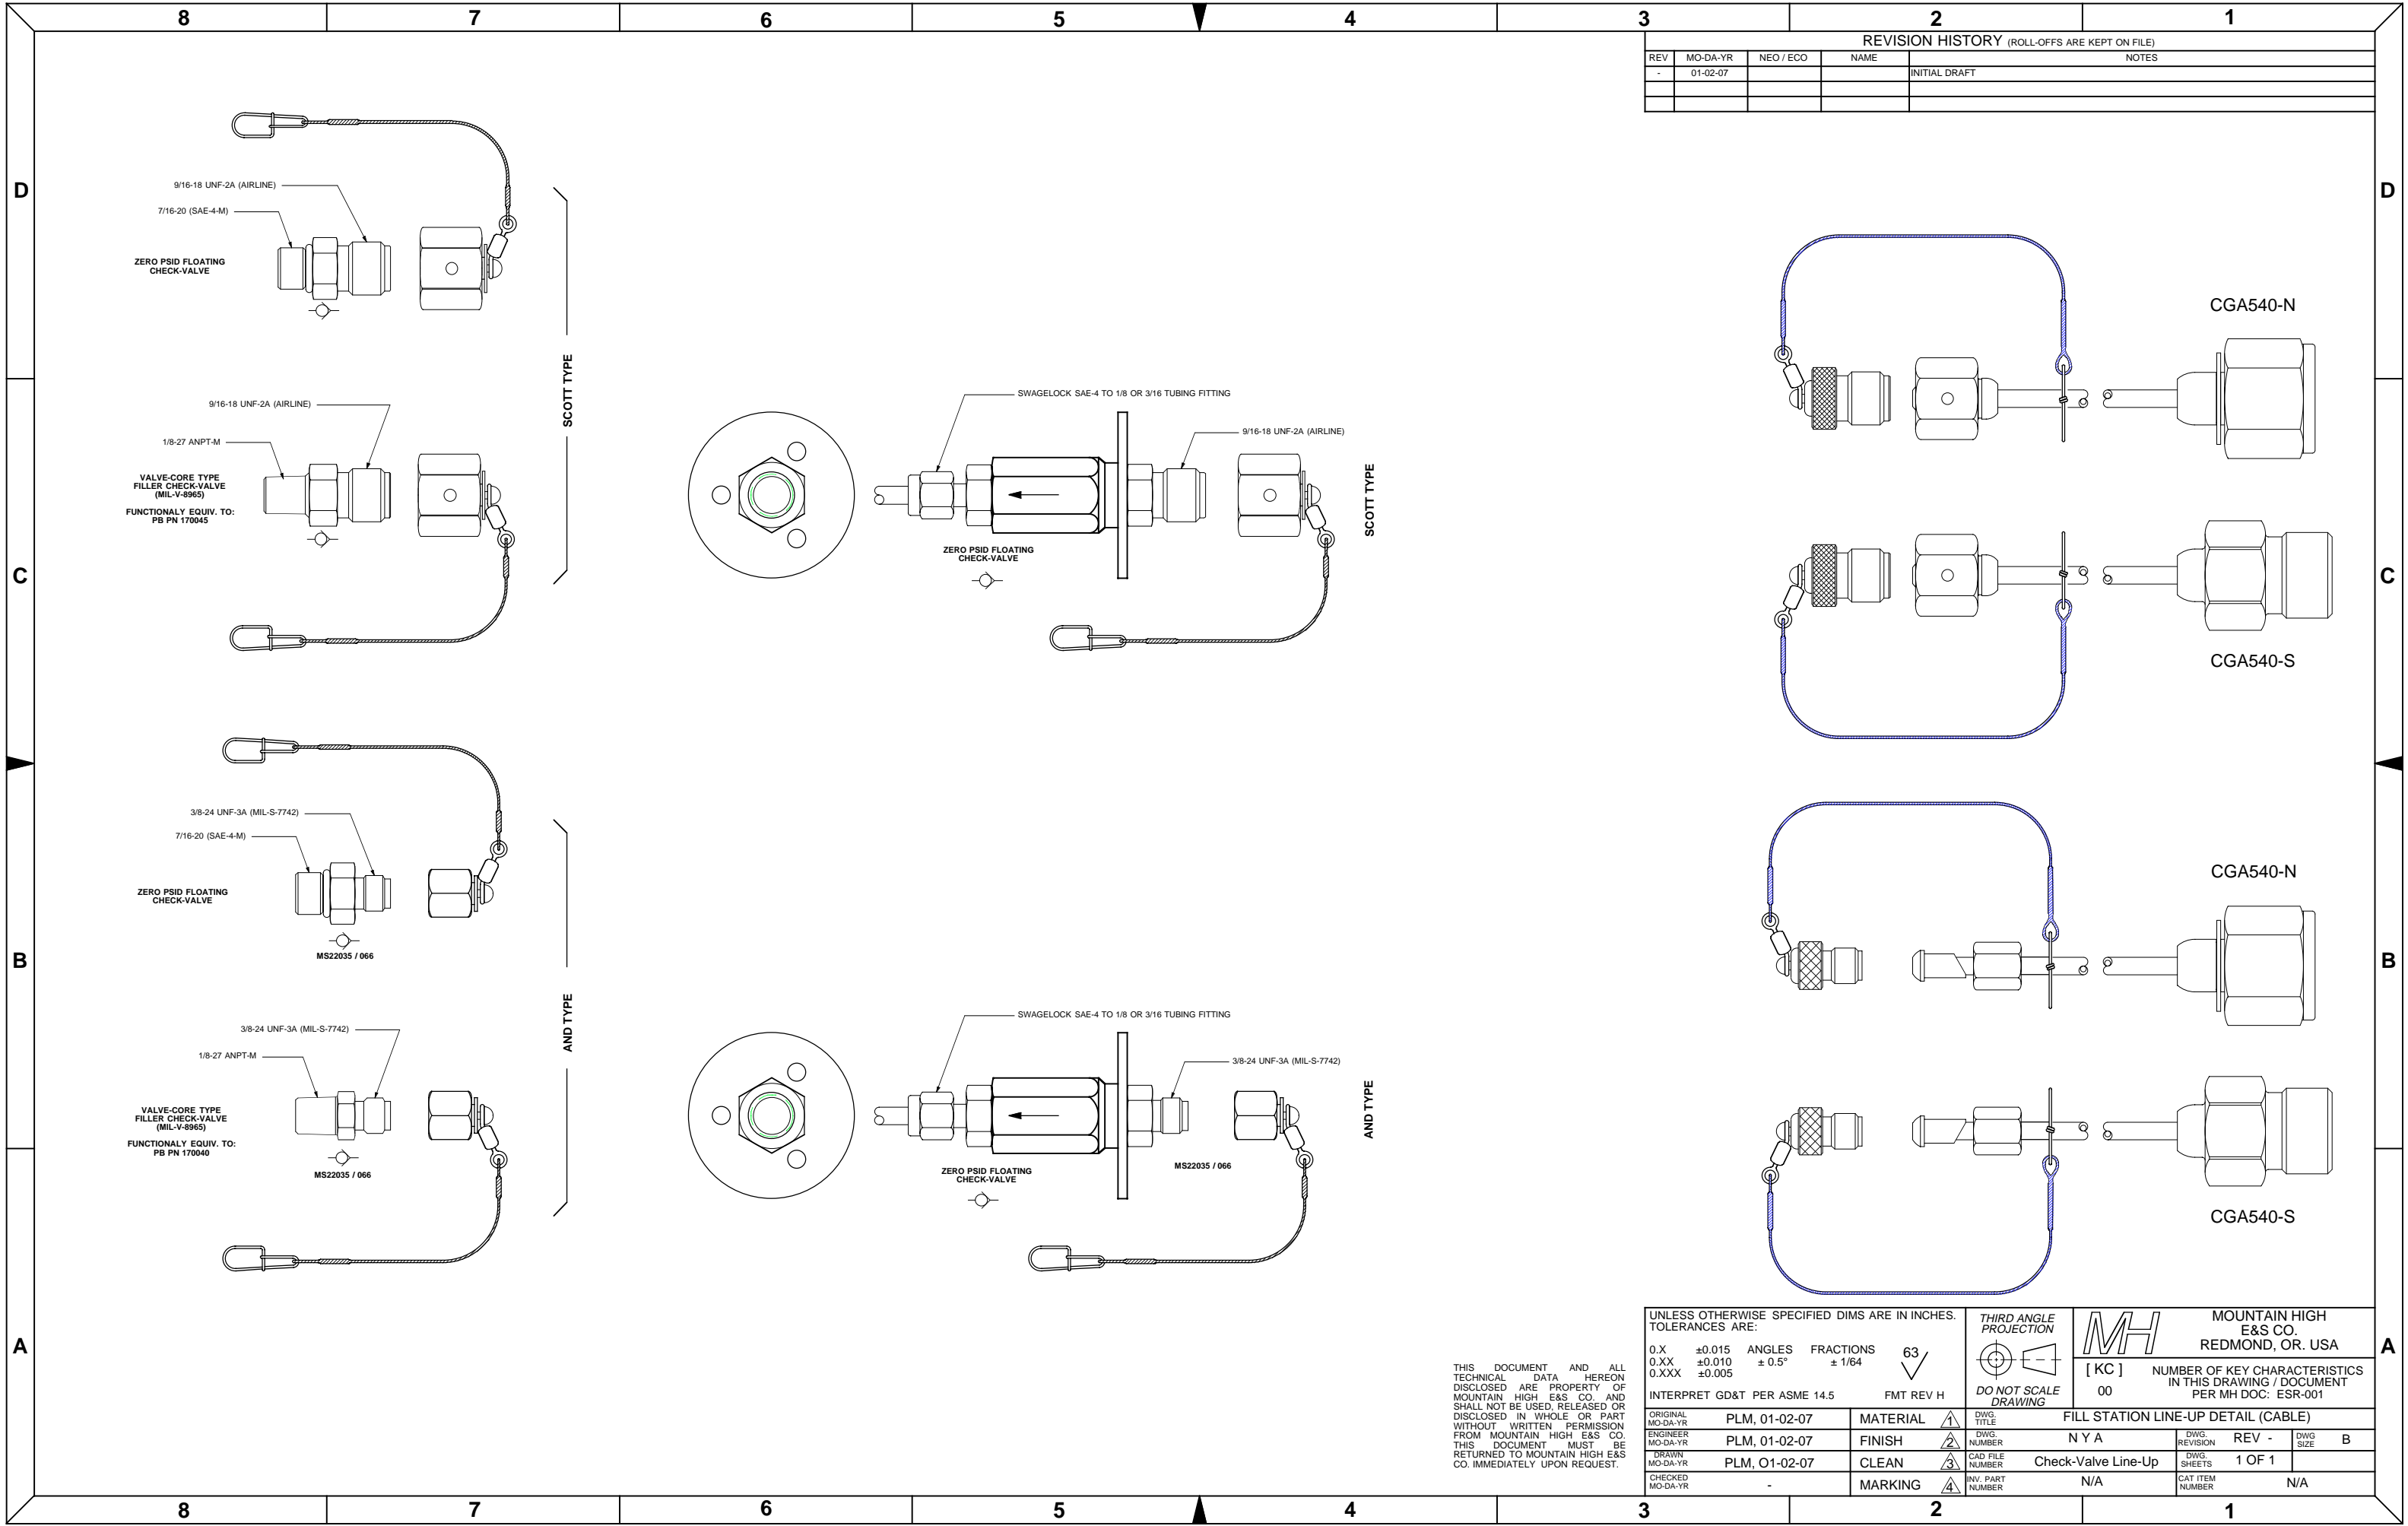 8 7 6 5 4 3 2 1
REVISION HISTORY (ROLL-OFFS ARE KEPT ON FILE)
REV MO-DA-YR NEO / ECO NAME NOTES
- 01-02-07 INITIAL DRAFT
D
D
9/16-18 UNF-2A (AIRLINE)
7/16-20 (SAE-4-M)
ZERO PSID FLOATING
CHECK-VALVE
SCOTT TYPE
9/16-18 UNF-2A (AIRLINE)
1/8-27 ANPT-M
VALVE-CORE TYPE
FILLER CHECK-VALVE
(MIL-V-8965)
FUNCTIONALY EQUIV. TO:
PB PN 170045
SWAGELOCK SAE-4 TO 1/8 OR 3/16 TUBING FITTING
9/16-18 UNF-2A (AIRLINE)
ZERO PSID FLOATING
CHECK-VALVE
SCOTT TYPE
CGA540-N
CGA540-S
C
C
3/8-24 UNF-3A (MIL-S-7742)
7/16-20 (SAE-4-M)
ZERO PSID FLOATING
CHECK-VALVE
MS22035 / 066
AND TYPE
3/8-24 UNF-3A (MIL-S-7742)
1/8-27 ANPT-M
VALVE-CORE TYPE
FILLER CHECK-VALVE
(MIL-V-8965)
FUNCTIONALY EQUIV. TO:
PB PN 170040
MS22035 / 066
SWAGELOCK SAE-4 TO 1/8 OR 3/16 TUBING FITTING
3/8-24 UNF-3A (MIL-S-7742)
ZERO PSID FLOATING
CHECK-VALVE
MS22035 / 066
AND TYPE
CGA540-N
CGA540-S
B
B
A
A
THIS DOCUMENT AND ALL
TECHNICAL DATA HEREON
DISCLOSED ARE PROPERTY OF
MOUNTAIN HIGH E&S CO. AND
SHALL NOT BE USED, RELEASED OR
DISCLOSED IN WHOLE OR PART
WITHOUT WRITTEN PERMISSION
FROM MOUNTAIN HIGH E&S CO.
THIS DOCUMENT MUST BE
RETURNED TO MOUNTAIN HIGH E&S
CO. IMMEDIATELY UPON REQUEST.
UNLESS OTHERWISE SPECIFIED DIMS ARE IN INCHES.
TOLERANCES ARE:
0.X ±0.015 ANGLES FRACTIONS
0.XX ±0.010 ± 0.5° ± 1/64
0.XXX ±0.005
63
INTERPRET GD&T PER ASME 14.5 FMT REV H
THIRD ANGLE
PROJECTION
DO NOT SCALE
DRAWING
MH
MOUNTAIN HIGH
E&S CO.
REDMOND, OR. USA
[ KC ]
00
NUMBER OF KEY CHARACTERISTICS
IN THIS DRAWING / DOCUMENT
PER MH DOC: ESR-001
ORIGINAL
MO-DA-YR
PLM, 01-02-07
MATERIAL 1
DWG.
TITLE
FILL STATION LINE-UP DETAIL (CABLE)
ENGINEER
MO-DA-YR
PLM, 01-02-07
FINISH 2
DWG.
NUMBER
N Y A
DWG.
REVISION
REV -
DWG
SIZE
B
DRAWN
MO-DA-YR
PLM, O1-02-07
CLEAN 3
CAD FILE
NUMBER
Check-Valve Line-Up
DWG.
SHEETS
1 OF 1
CHECKED
MO-DA-YR
-
MARKING 4
INV. PART
NUMBER
N/A
CAT ITEM
NUMBER
N/A
8 7 6 5 4 3 2 1